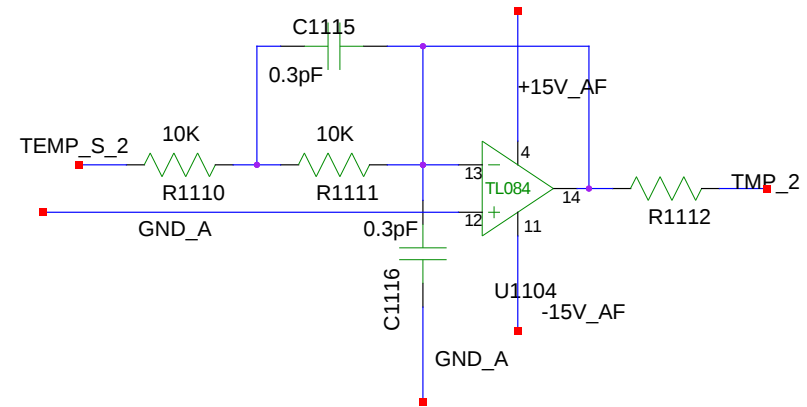 C1115
0.3pF
+15V_AF
TEMP_S_2
10K
10K
R1110
R1111
4
13
TL084
14
12
11
TMP_2
R1112
GND_A
0.3pF
C1116
U1104
-15V_AF
GND_A